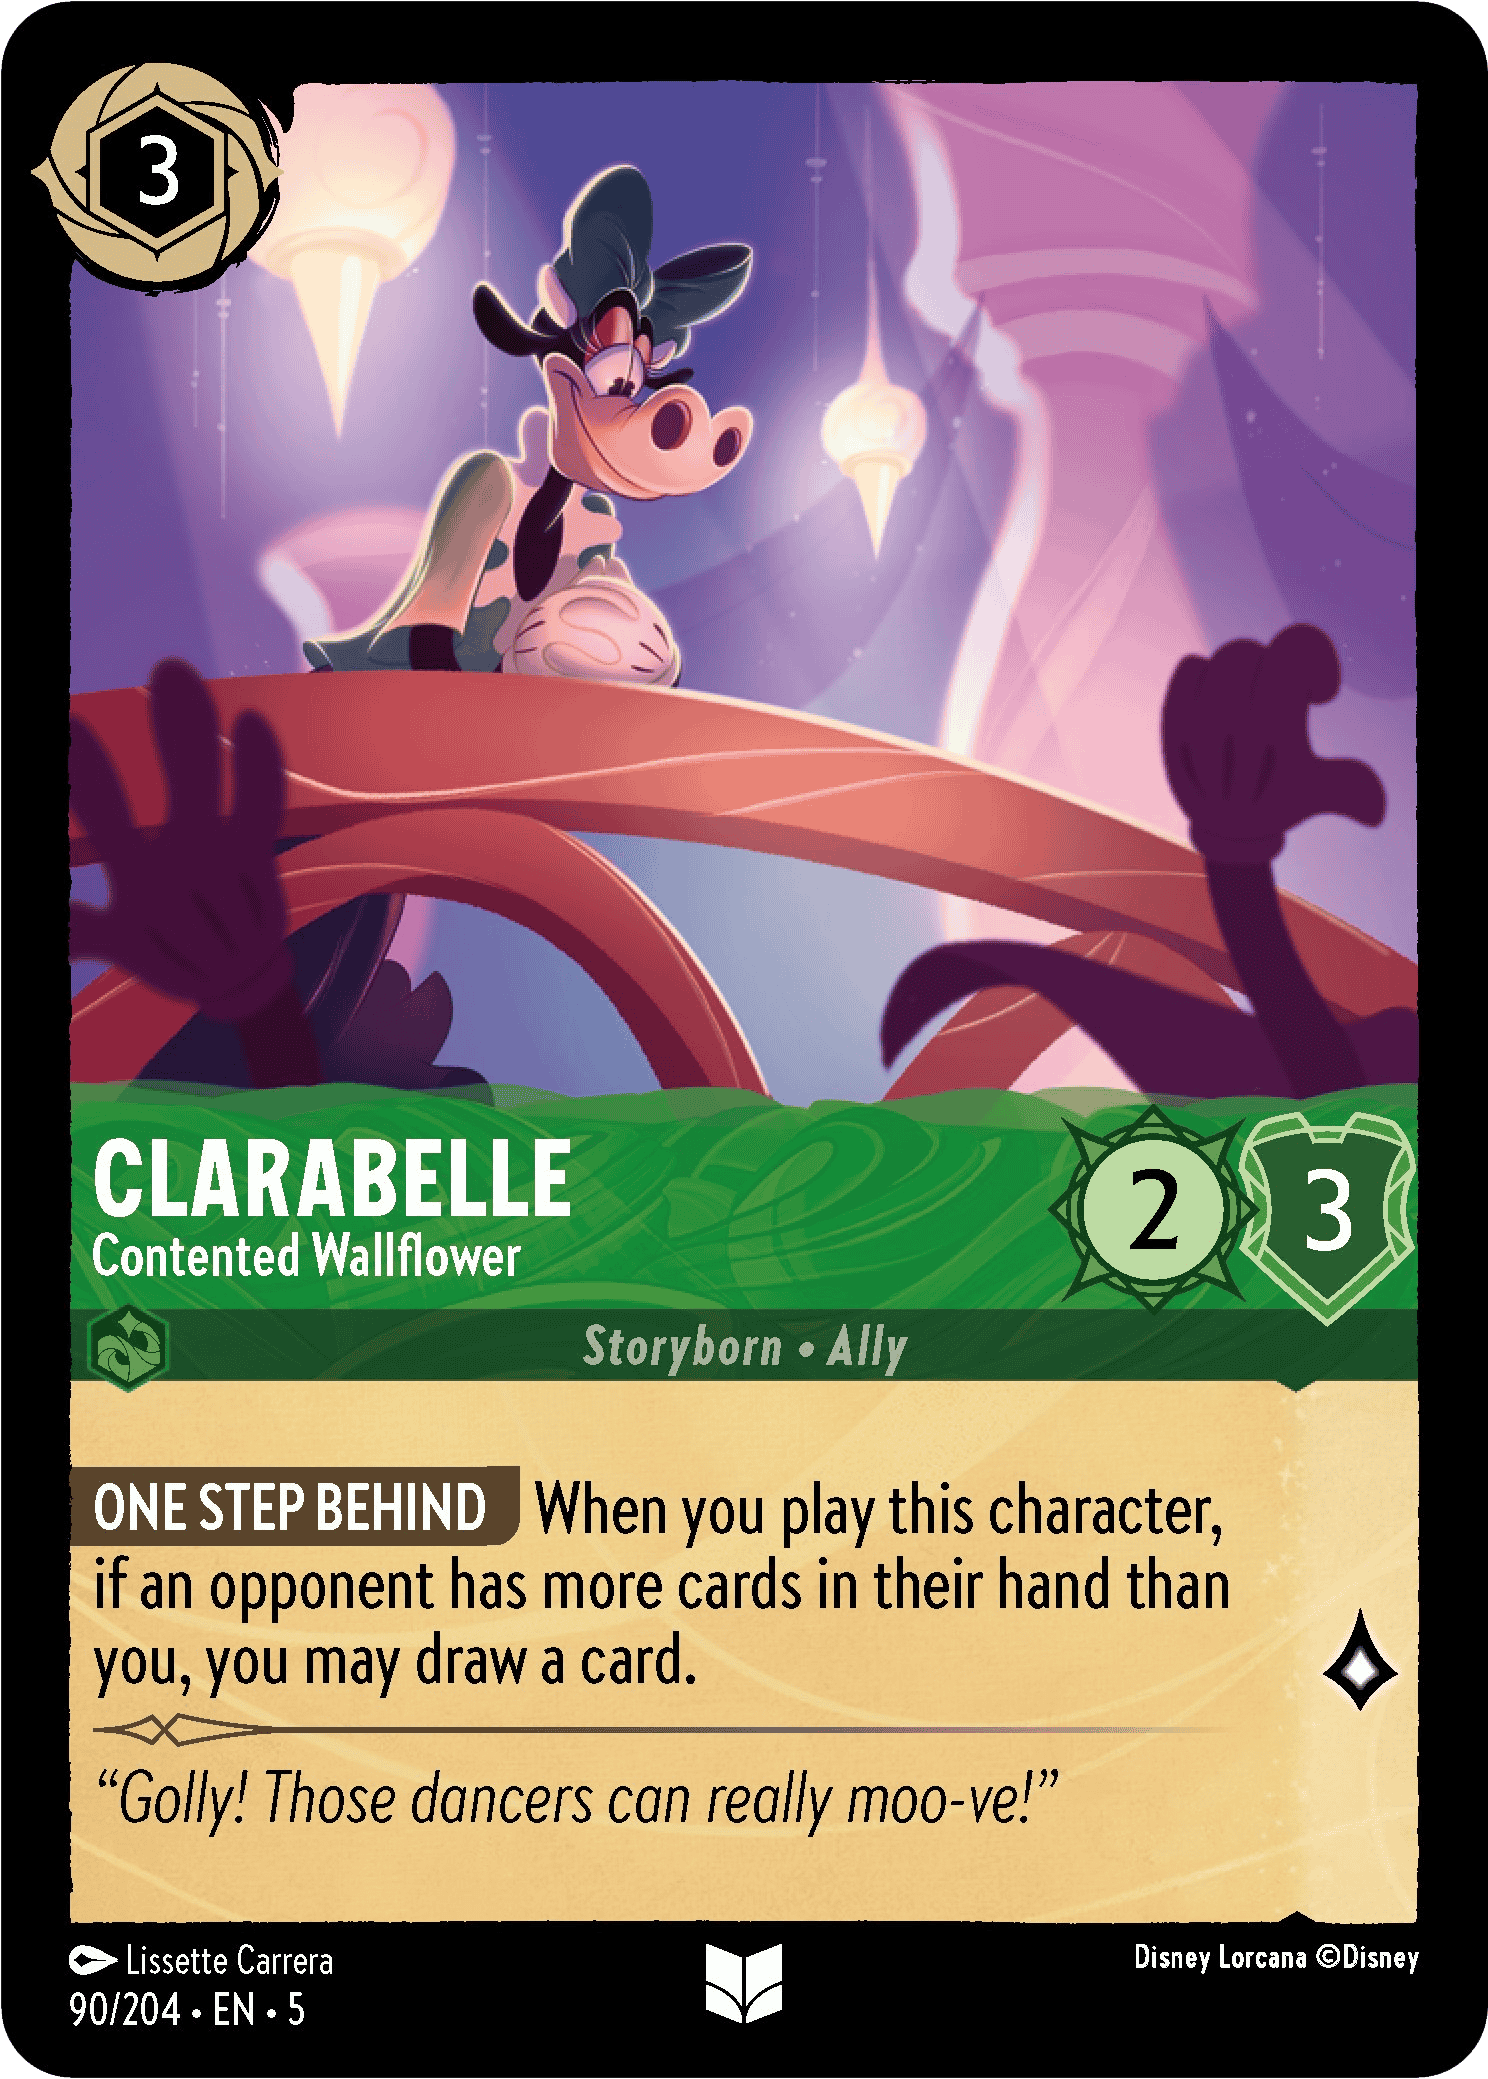 3
CLARABELLE
Contented Wallflower
2
3
Storyborn • Ally
ONE STEP BEHIND When you play this character,
if an opponent has more cards in their hand than
you, you may draw a card.
“Golly! Those dancers can really moo-ve!”
Lissette Carrera
90/204 • EN • 5
Disney Lorcana ©Disney